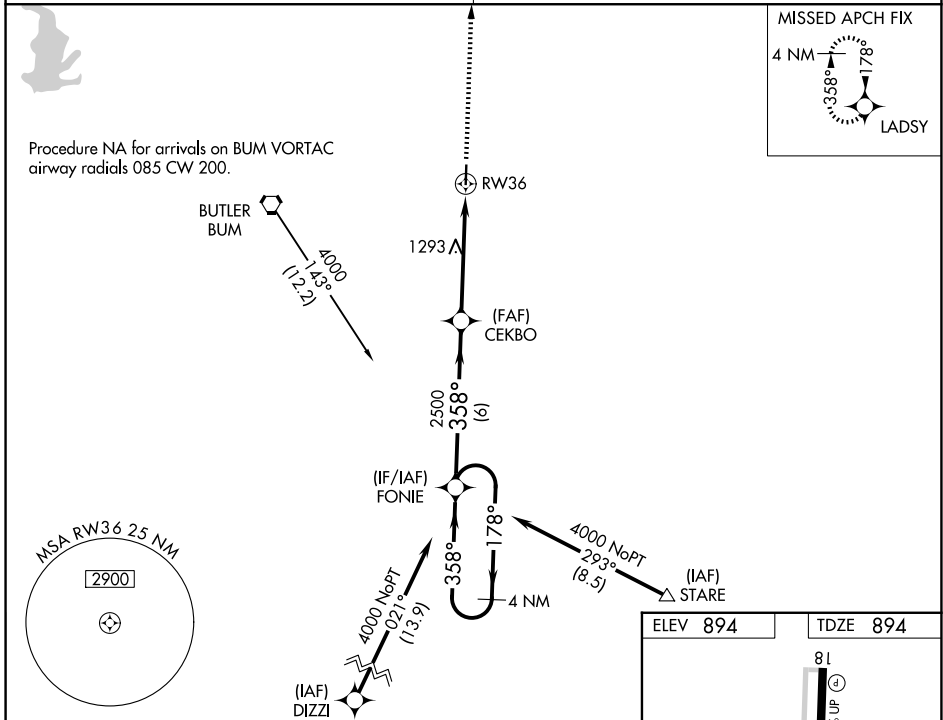 MISSED APCH FIX
4 NM
358°
178°
LADSY
Procedure NA for arrivals on BUM VORTAC
airway radials 085 CW 200.
RW36
BUTLER
BUM
4000
143°
(12.2)
1293
(FAF)
CEKBO
2500
358°
(6)
(IF/IAF)
FONIE
358°
178°
4 NM
4000 NoPT
293°
(8.5)
(IAF)
STARE
MSA RW36 25 NM
2900
4000 NoPT
021°
(13.9)
(IAF)
DIZZI
ELEV 894
TDZE 894
18
P
UP